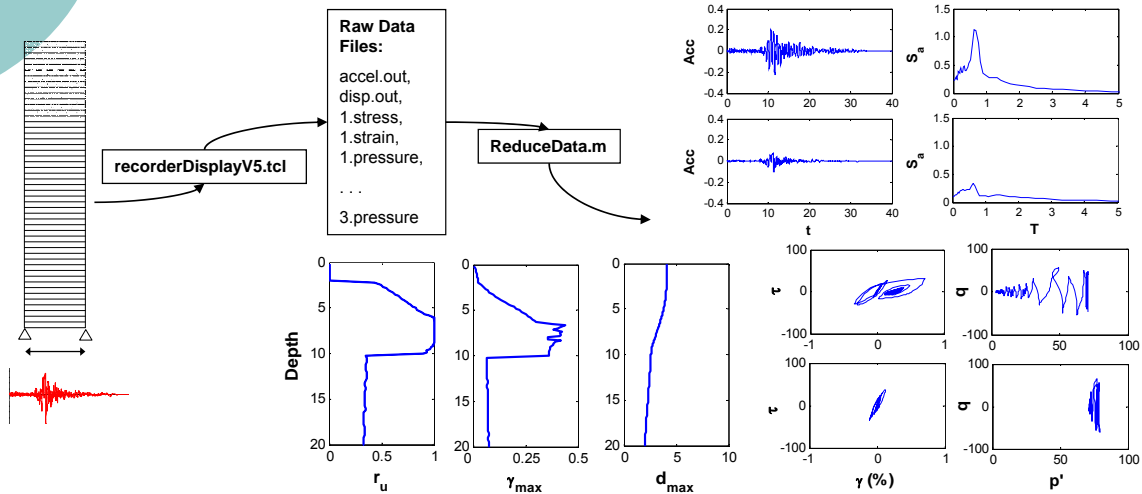 recorderDisplayV5.tcl
Raw Data
Files:
accel.out,
disp.out,
1.stress,
1.strain,
1.pressure,
. . .
3.pressure
ReduceData.m
Acc
0.4
0.2
0
-0.2
-0.4
0 10 20 30 40
S_a
1.5
1
0.5
0
0 1 2 3 4 5
Acc
0.4
0.2
0
-0.2
-0.4
0 10 20 30 40
t
S_a
1.5
1
0.5
0
0 1 2 3 4 5
T
Depth
0
5
10
15
20
0 0.5 1
r_u
0
5
10
15
20
0 0.25 0.5
γ_max
0
5
10
15
20
0 5 10
d_max
τ
100
0
-100
-1 0 1
q
100
0
-100
0 50 100
τ
100
0
-100
-1 0 1
γ (%)
q
100
0
-100
0 50 100
p'